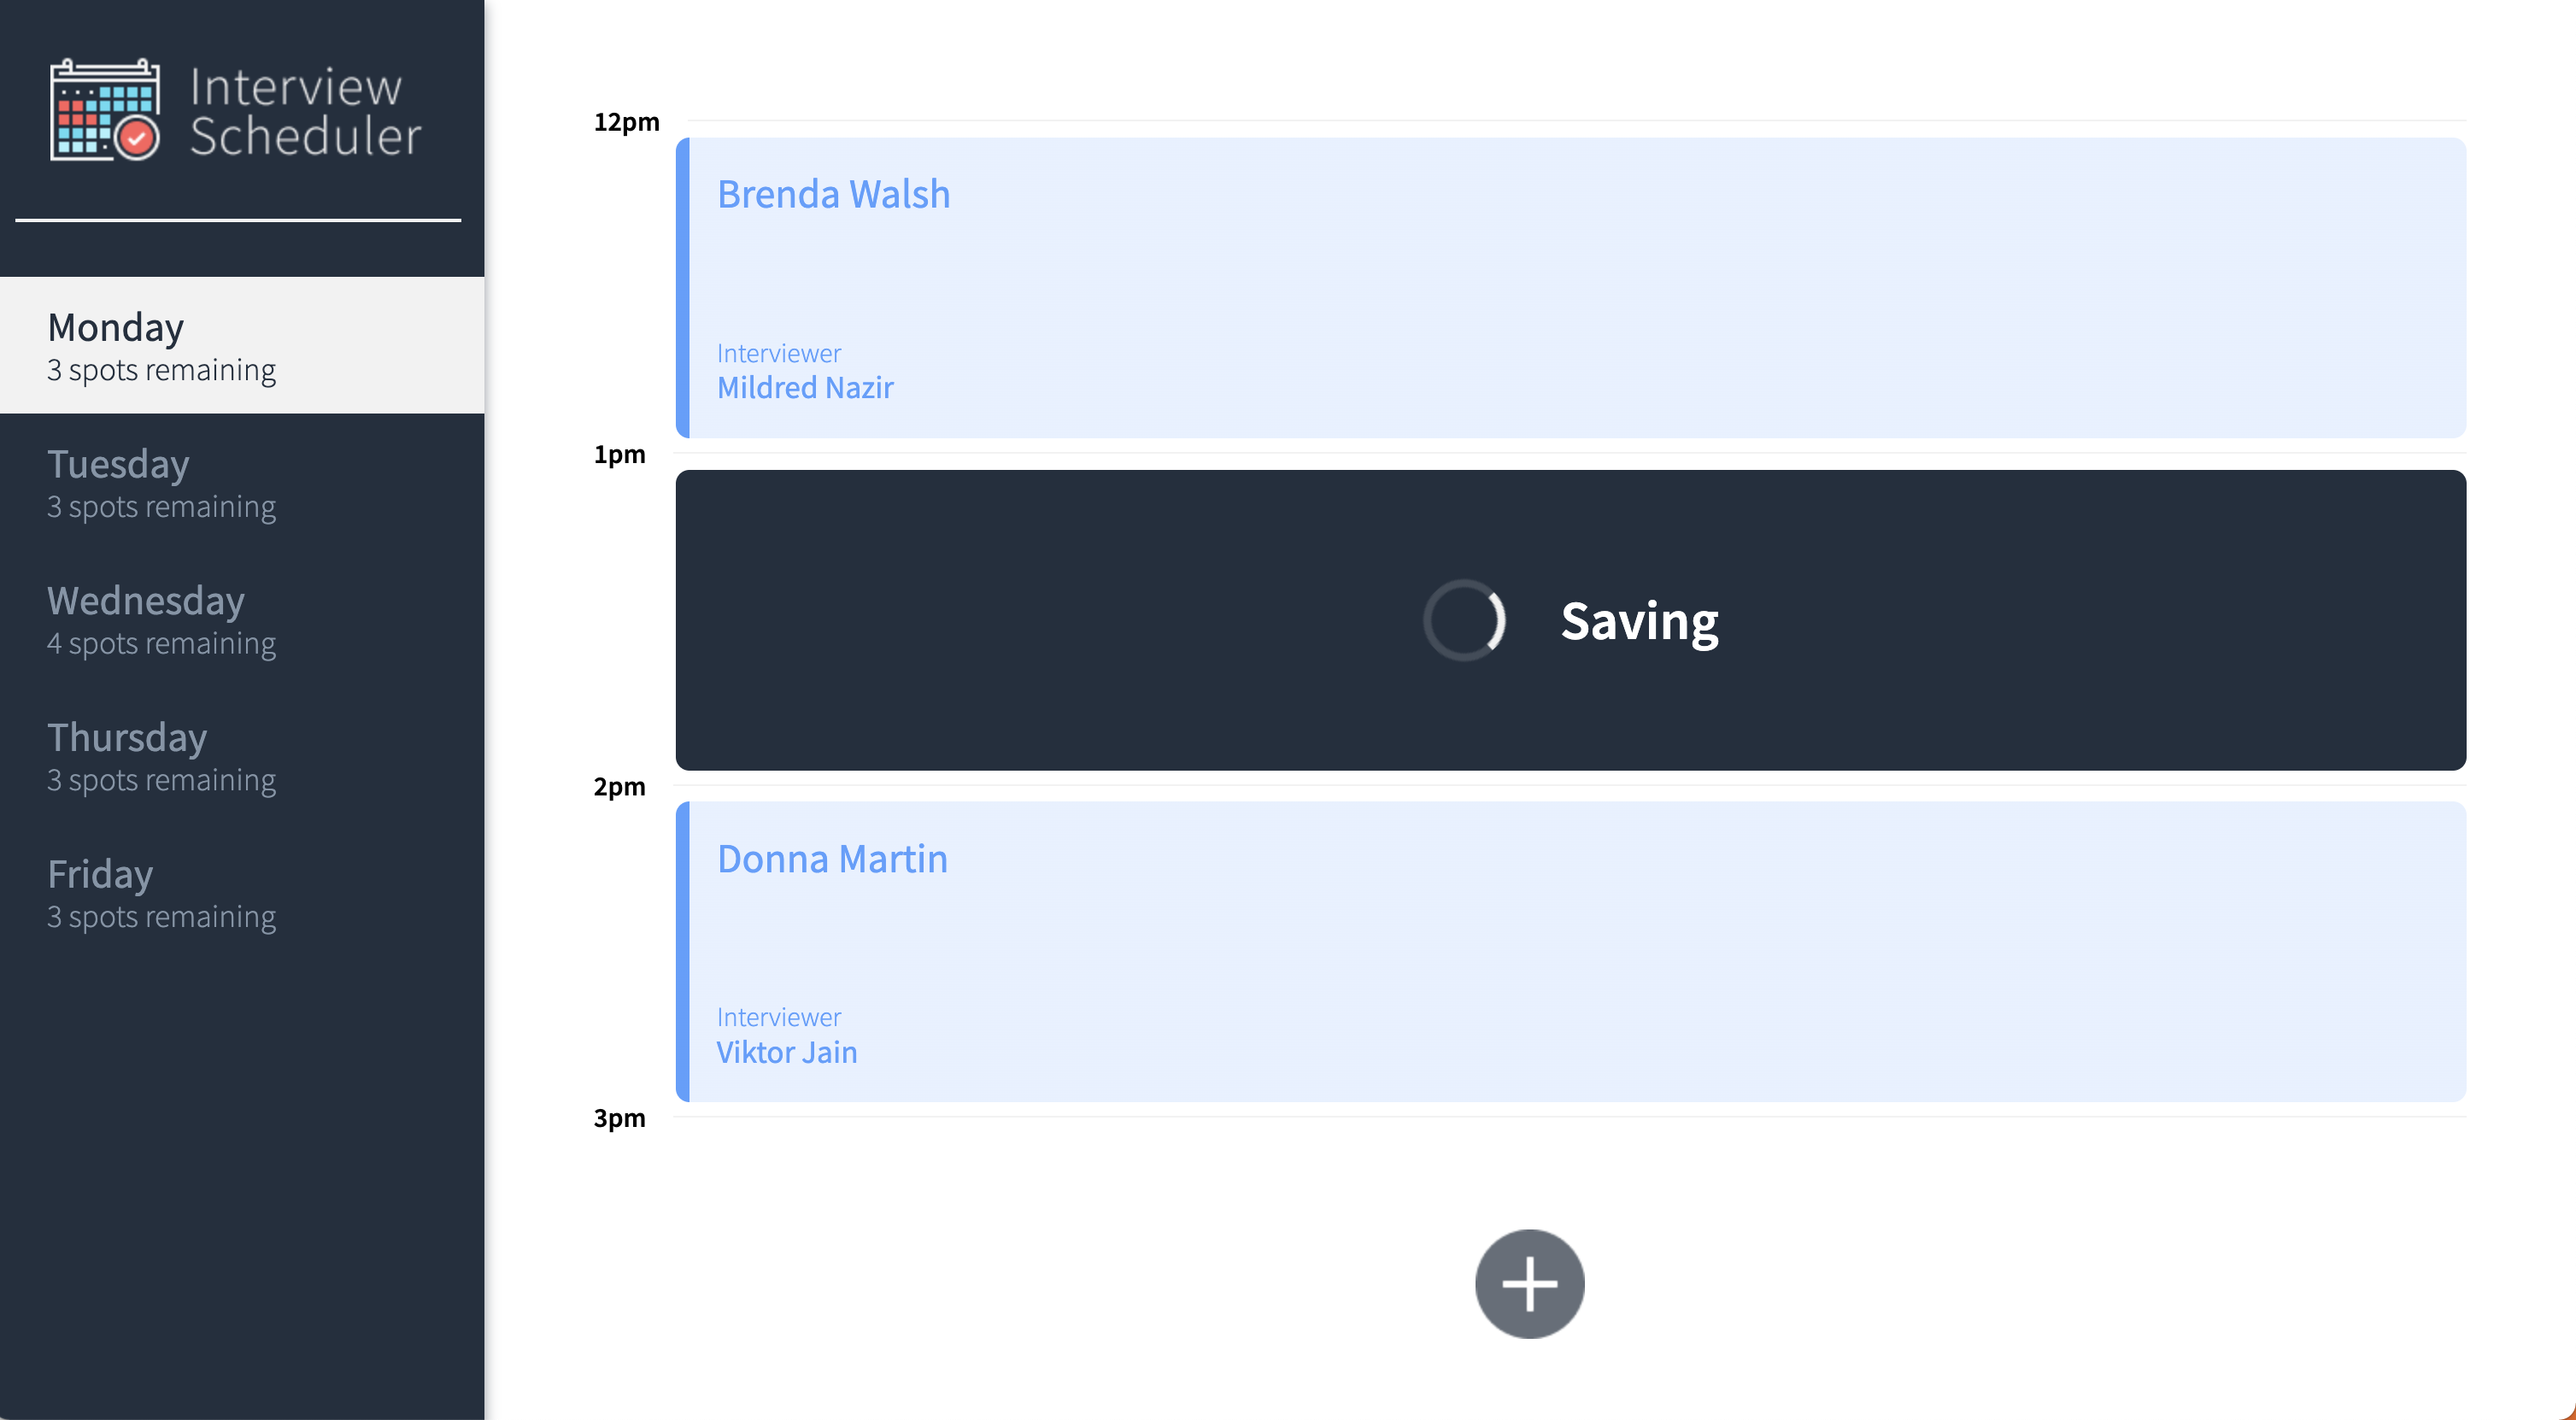 Interview
Scheduler
Monday
3 spots remaining
Tuesday
3 spots remaining
Wednesday
4 spots remaining
Thursday
3 spots remaining
Friday
3 spots remaining
12pm
Brenda Walsh
Interviewer
Mildred Nazir
1pm
Saving
2pm
Donna Martin
Interviewer
Viktor Jain
3pm